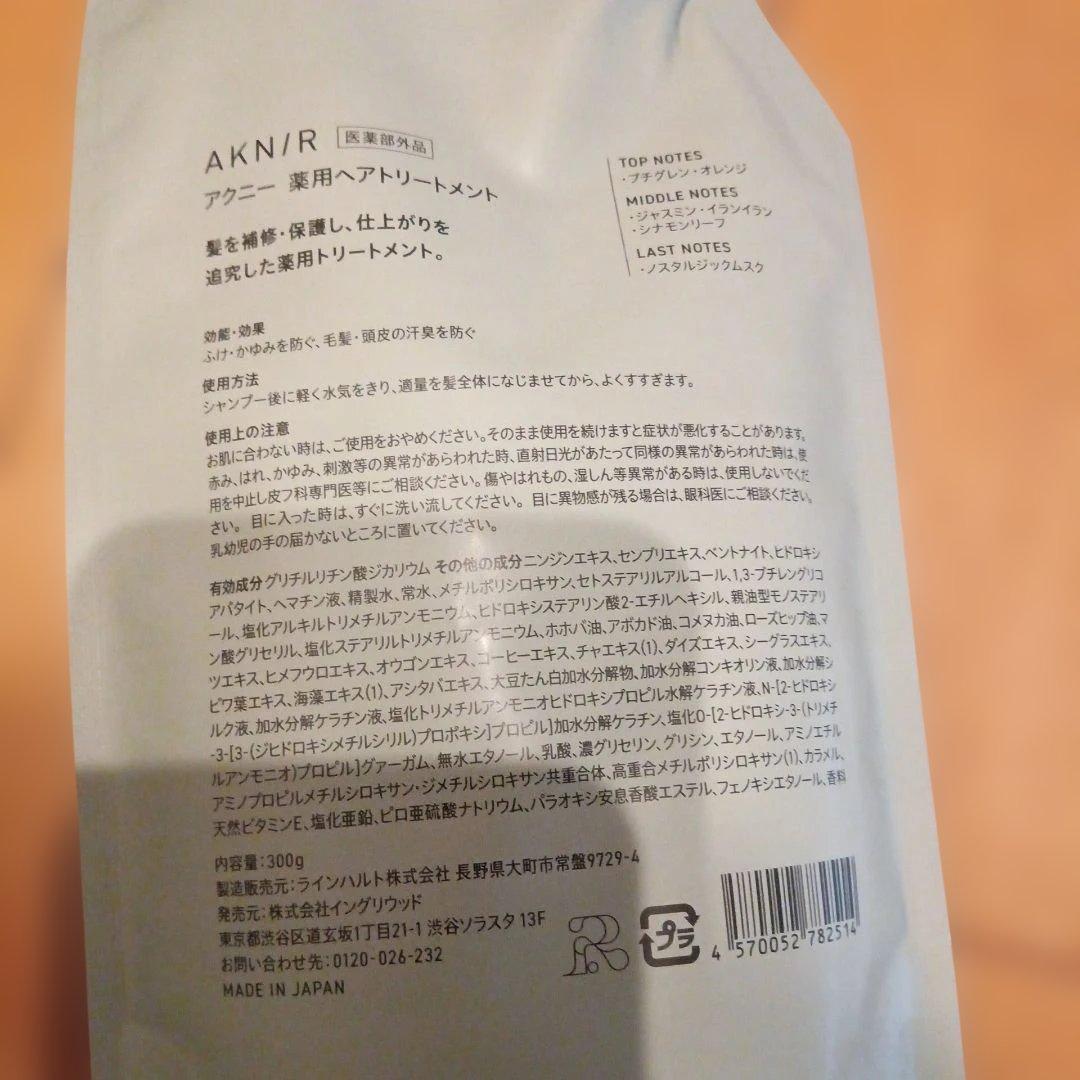 AKN/R 医薬部外品
アクニー 薬用ヘアトリートメント
髪を補修・保護し、仕上がりを
追究した薬用トリートメント。
TOP NOTES
・プチグレン・オレンジ
MIDDLE NOTES
・ジャスミン・イランイラン
・シナモンリーフ
LAST NOTES
・ノスタルジックムスク
効能・効果
ふけ・かゆみを防ぐ、毛髪・頭皮の汗臭を防ぐ
使用方法
シャンプー後に軽く水気をきり、適量を髪全体になじませてから、よくすすぎます。
使用上の注意
お肌に合わない時は、ご使用をおやめください。そのまま使用を続けますと症状が悪化することがあります。
赤み、はれ、かゆみ、刺激等の異常があらわれた時、直射日光があたって同様の異常があらわれた時は、使
用を中止し皮フ科専門医等にご相談ください。傷やはれもの、湿しん等異常がある時は、使用しないでくだ
さい。 目に入った時は、すぐに洗い流してください。 目に異物感が残る場合は、眼科医にご相談ください。
乳幼児の手の届かないところに置いてください。
有効成分 グリチルリチン酸ジカリウム その他の成分 ニンジンエキス、センブリエキス、ベントナイト、ヒドロキシ
アパタイト、ヘマチン液、精製水、常水、メチルポリシロキサン、セトステアリルアルコール、1,3-ブチレングリコ
ール、塩化アルキルトリメチルアンモニウム、ヒドロキシステアリン酸2-エチルヘキシル、親油型モノステアリ
ン酸グリセリル、塩化ステアリルトリメチルアンモニウム、ホホバ油、アボカド油、コメヌカ油、ローズヒップ油、マ
ツエキス、ヒメフウロエキス、オウゴンエキス、コーヒーエキス、チャエキス(1)、ダイズエキス、シーグラスエキス、
ビワ葉エキス、海藻エキス(1)、アシタバエキス、大豆たん白加水分解物、加水分解コンキオリン液、加水分解シ
ルク液、加水分解ケラチン液、塩化トリメチルアンモニオヒドロキシプロピル加水分解ケラチン液、N-[2-ヒドロキシ
-3-[3-(ジヒドロキシメチルシリル)プロポキシ]プロピル]加水分解ケラチン、塩化O-[2-ヒドロキシ-3-(トリメチ
ルアンモニオ)プロピル]グァーガム、無水エタノール、乳酸、濃グリセリン、グリシン、エタノール、アミノエチル
アミノプロピルメチルシロキサン・ジメチルシロキサン共重合体、高重合メチルポリシロキサン(1)、カラメル、
天然ビタミンE、塩化亜鉛、ピロ亜硫酸ナトリウム、パラオキシ安息香酸エステル、フェノキシエタノール、香料
内容量：300g
製造販売元：ラインハルト株式会社 長野県大町市常盤9729-4
発売元：株式会社イングリウッド
東京都渋谷区道玄坂1丁目21-1 渋谷ソラスタ 13F
お問い合わせ先：0120-026-232
MADE IN JAPAN
プラ
4 570052 782514